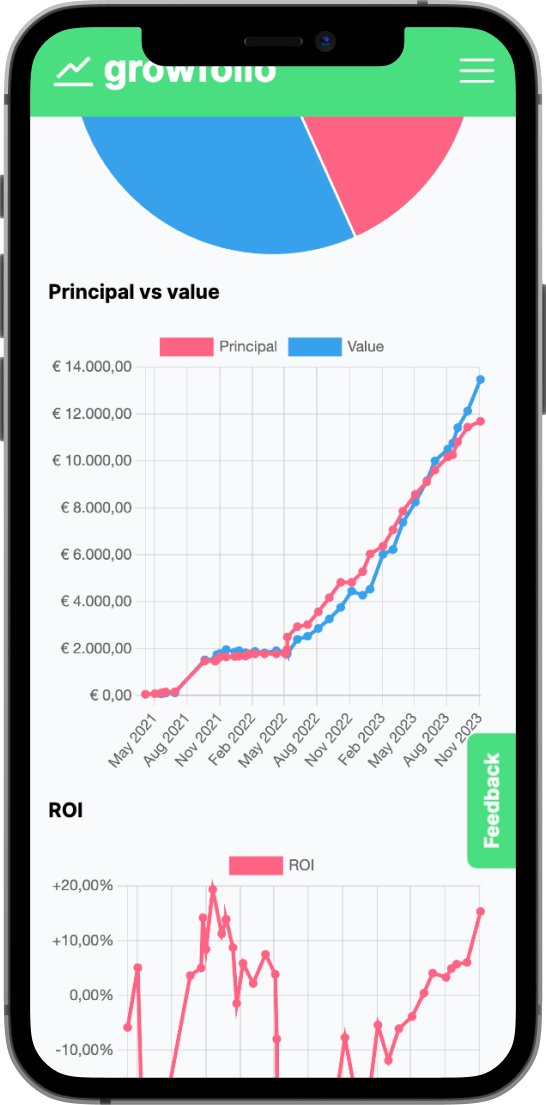 growfolio
Principal vs value
Principal Value
€ 14.000,00
€ 12.000,00
€ 10.000,00
€ 8.000,00
€ 6.000,00
€ 4.000,00
€ 2.000,00
€ 0,00
May 2021 Aug 2021 Nov 2021 Feb 2022 May 2022 Aug 2022 Nov 2022 Feb 2023 May 2023 Aug 2023 Nov 2023
Feedback
ROI
ROI
+20,00%
+10,00%
0,00%
-10,00%